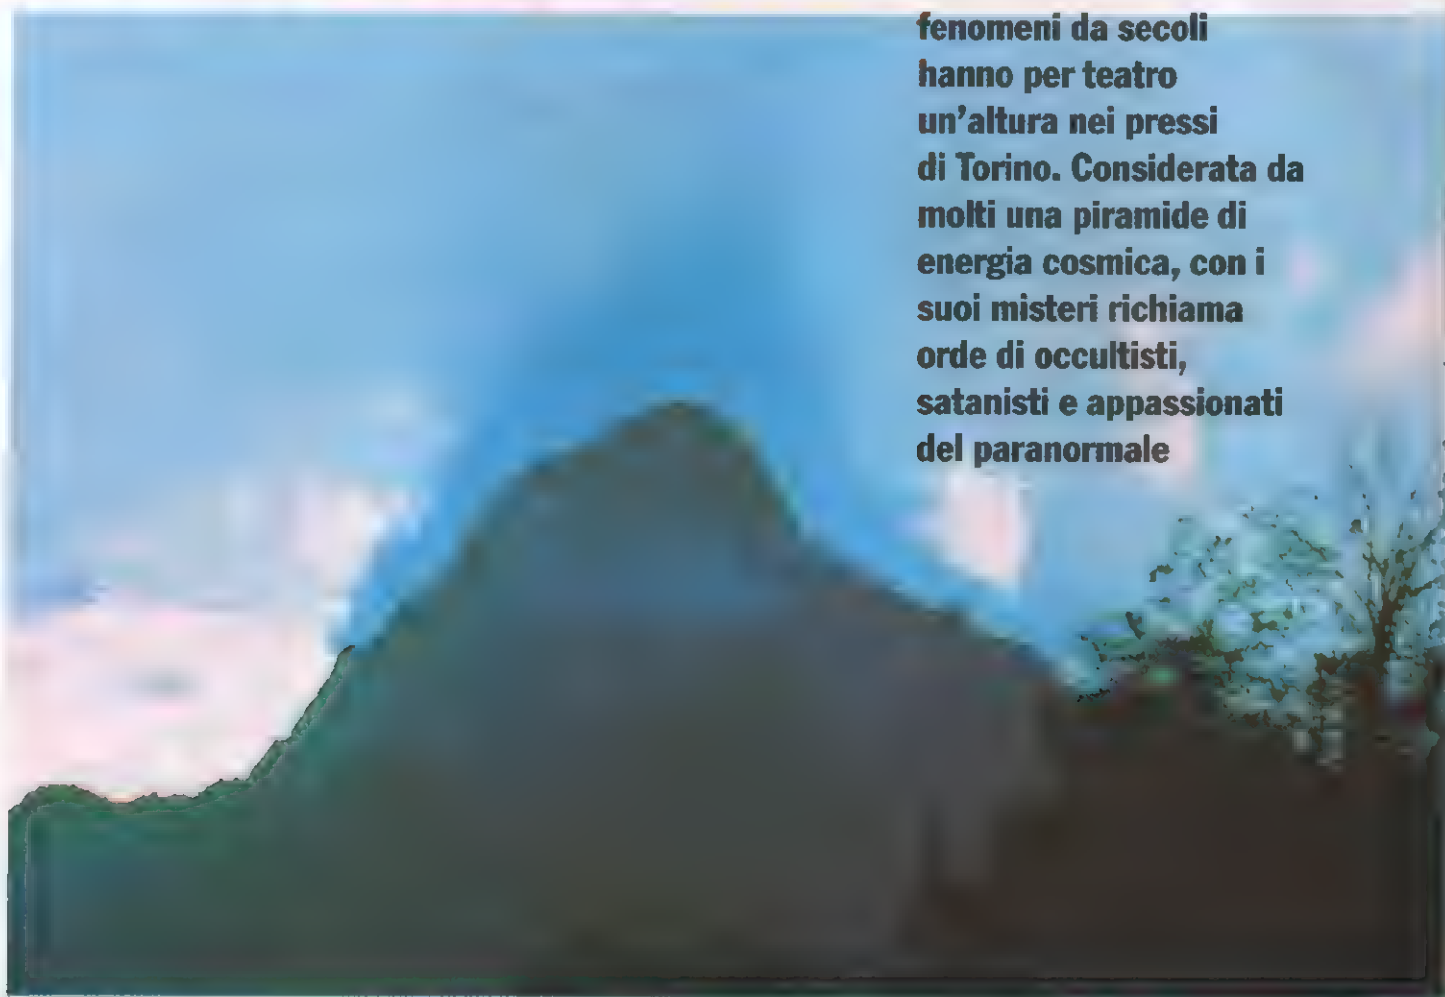 fenomeni da secoli
hanno per teatro
un'altura nei pressi
di Torino. Considerata da
molti una piramide di
energia cosmica, con i
suoi misteri richiama
orde di occultisti,
satanisti e appassionati
del paranormale